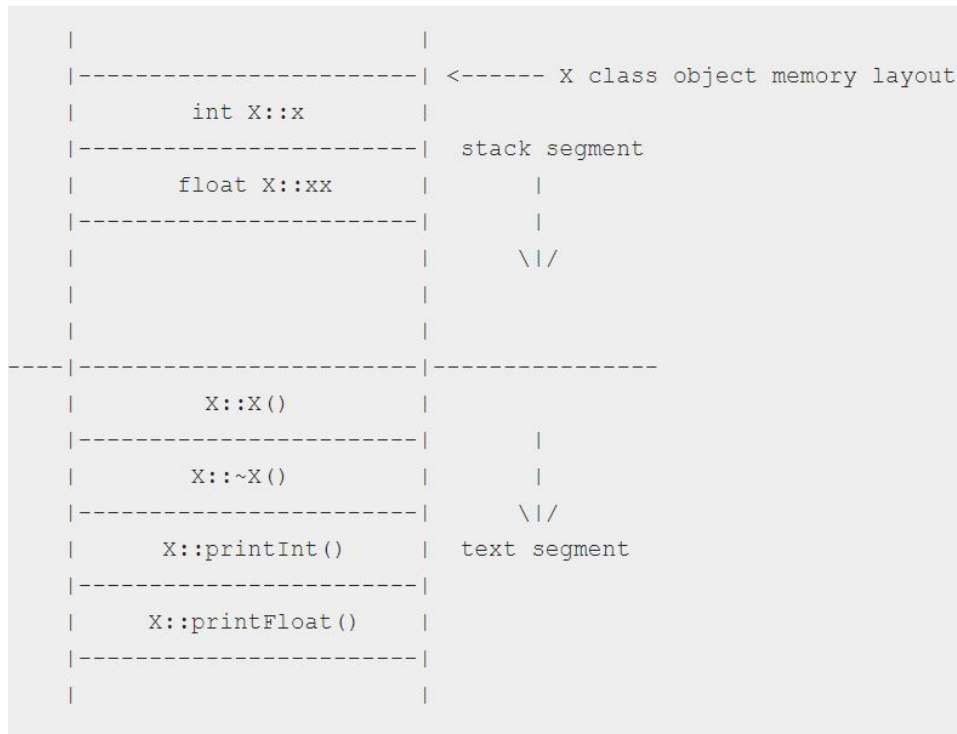 |                        |
|------------------------| <------ X class object memory layout
|        int X::x        |
|------------------------|  stack segment
|       float X::xx      |       |
|------------------------|       |
|                        |      \|/
|                        |
|                        |
----|------------------------|----------------
|         X::X()         |
|------------------------|       |
|        X::~X()         |       |
|------------------------|      \|/
|      X::printInt()     |  text segment
|------------------------|
|     X::printFloat()    |
|------------------------|
|                        |